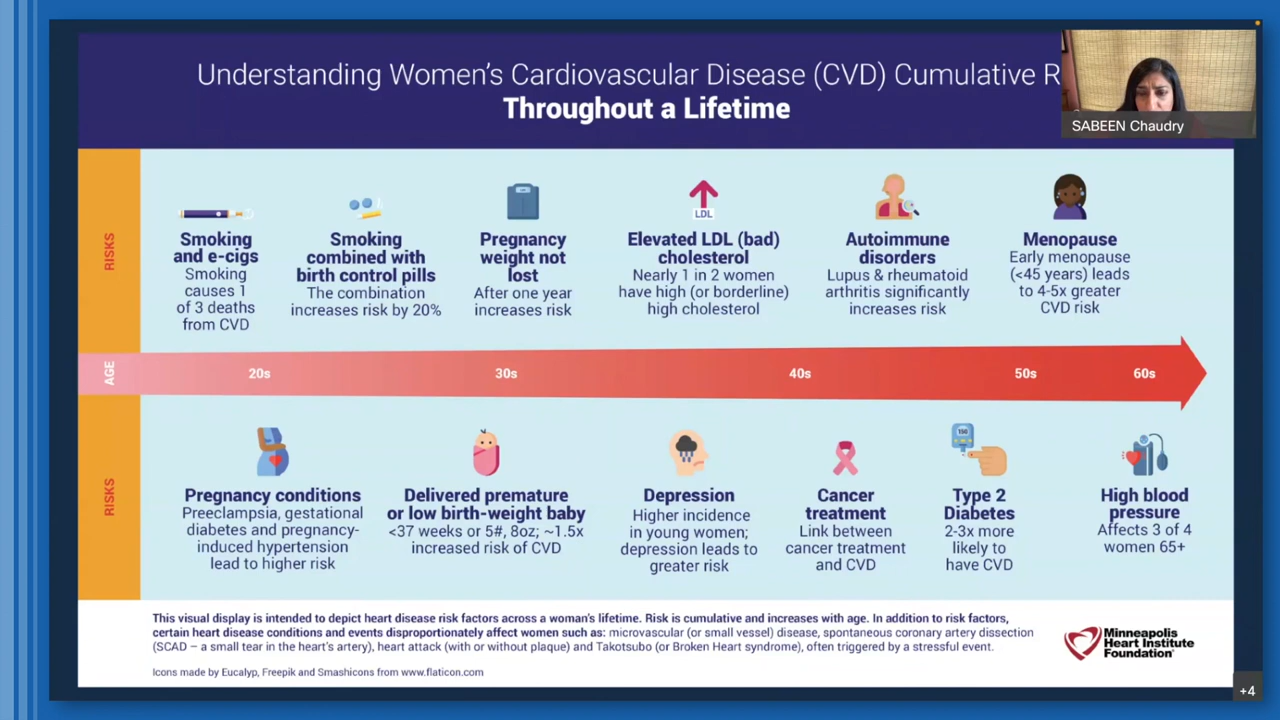 Understanding Women's Cardiovascular Disease (CVD) Cumulative R
Throughout a Lifetime
SABEEN Chaudry
RISKS
Smoking
and e-cigs
Smoking
causes 1
of 3 deaths
from CVD
Smoking
combined with
birth control pills
The combination
increases risk by 20%
Pregnancy
weight not
lost
After one year
increases risk
LDL
Elevated LDL (bad)
cholesterol
Nearly 1 in 2 women
have high (or borderline)
high cholesterol
Autoimmune
disorders
Lupus & rheumatoid
arthritis significantly
increases risk
Menopause
Early menopause
(<45 years) leads
to 4-5x greater
CVD risk
AGE
20s
30s
40s
50s
60s
RISKS
Pregnancy conditions
Preeclampsia, gestational
diabetes and pregnancy-
induced hypertension
lead to higher risk
Delivered premature
or low birth-weight baby
<37 weeks or 5#, 8oz; ~1.5x
increased risk of CVD
Depression
Higher incidence
in young women;
depression leads to
greater risk
Cancer
treatment
Link between
cancer treatment
and CVD
150
Type 2
Diabetes
2-3x more
likely to
have CVD
High blood
pressure
Affects 3 of 4
women 65+
This visual display is intended to depict heart disease risk factors across a woman's lifetime. Risk is cumulative and increases with age. In addition to risk factors,
certain heart disease conditions and events disproportionately affect women such as: microvascular (or small vessel) disease, spontaneous coronary artery dissection
(SCAD – a small tear in the heart's artery), heart attack (with or without plaque) and Takotsubo (or Broken Heart syndrome), often triggered by a stressful event.
Icons made by Eucalyp, Freepik and Smashicons from www.flaticon.com
Minneapolis
Heart Institute
Foundation
+4